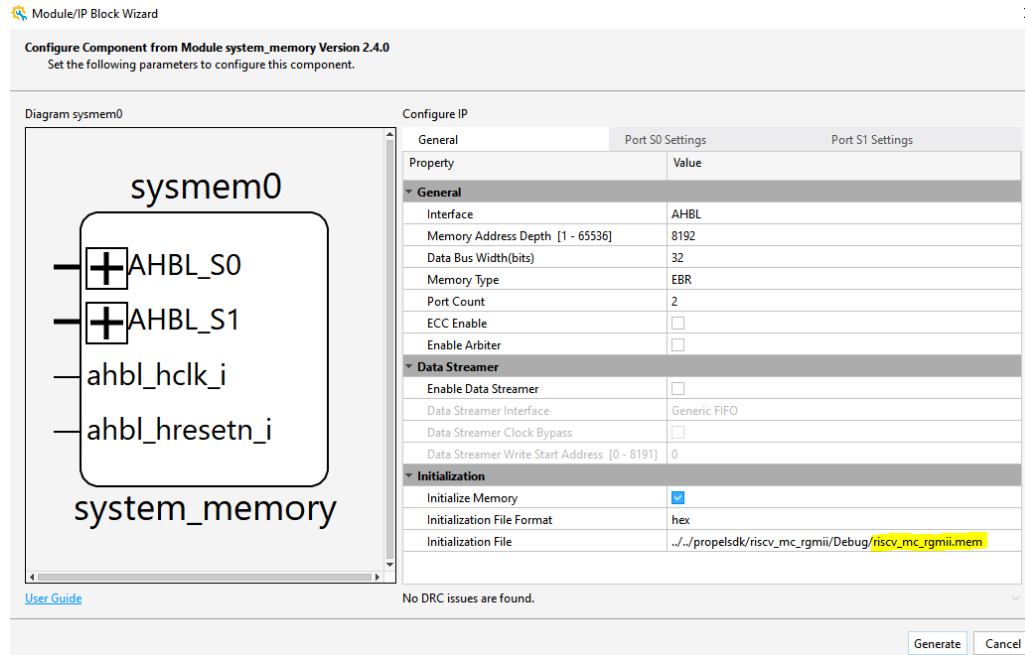 Module/IP Block Wizard
Configure Component from Module system_memory Version 2.4.0
Set the following parameters to configure this component.
Diagram sysmem0
sysmem0
AHBL_S0
AHBL_S1
ahbl_hclk_i
ahbl_hresetn_i
system_memory
User Guide
Configure IP
General Port S0 Settings Port S1 Settings
Property Value
General
Interface AHBL
Memory Address Depth [1 - 65536] 8192
Data Bus Width(bits) 32
Memory Type EBR
Port Count 2
ECC Enable
Enable Arbiter
Data Streamer
Enable Data Streamer
Data Streamer Interface Generic FIFO
Data Streamer Clock Bypass
Data Streamer Write Start Address [0 - 8191] 0
Initialization
Initialize Memory
Initialization File Format hex
Initialization File ../../propelsdk/riscv_mc_rgmii/Debug/riscv_mc_rgmii.mem
No DRC issues are found.
Generate Cancel